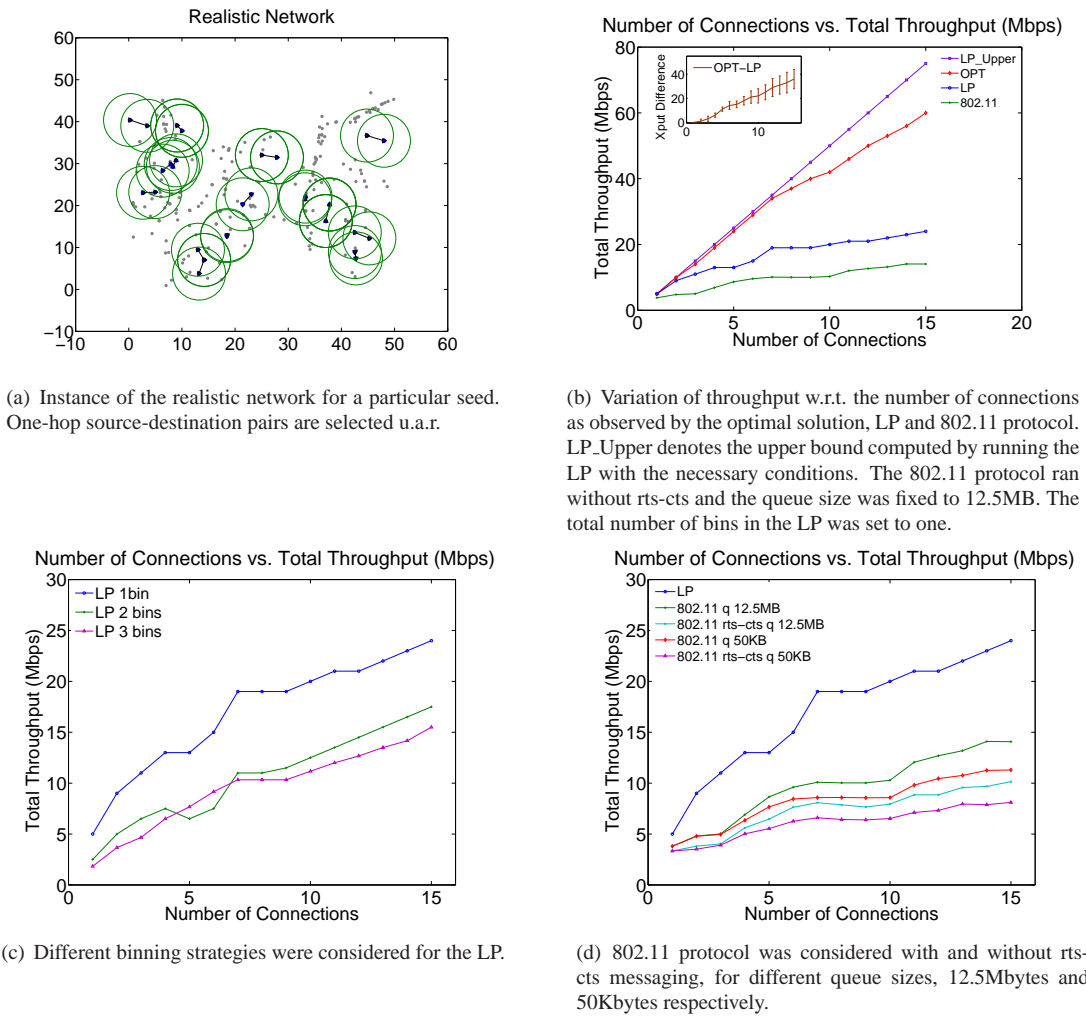 Realistic Network
60
50
40
30
20
10
0
−10
−10 0 10 20 30 40 50 60
(a) Instance of the realistic network for a particular seed.
One-hop source-destination pairs are selected u.a.r.
Number of Connections vs. Total Throughput (Mbps)
Total Throughput (Mbps)
80
60
40
20
0
0 5 10 15 20
Number of Connections
LP_Upper
OPT
LP
802.11
OPT−LP
Xput Difference
40
20
0
0 10
(b) Variation of throughput w.r.t. the number of connections
as observed by the optimal solution, LP and 802.11 protocol.
LP_Upper denotes the upper bound computed by running the
LP with the necessary conditions. The 802.11 protocol ran
without rts-cts and the queue size was fixed to 12.5MB. The
total number of bins in the LP was set to one.
Number of Connections vs. Total Throughput (Mbps)
Total Throughput (Mbps)
30
25
20
15
10
5
0
0 5 10 15
Number of Connections
LP 1bin
LP 2 bins
LP 3 bins
(c) Different binning strategies were considered for the LP.
Number of Connections vs. Total Throughput (Mbps)
Total Throughput (Mbps)
30
25
20
15
10
5
0
0 5 10 15
Number of Connections
LP
802.11 q 12.5MB
802.11 rts−cts q 12.5MB
802.11 q 50KB
802.11 rts−cts q 50KB
(d) 802.11 protocol was considered with and without rts-
cts messaging, for different queue sizes, 12.5Mbytes and
50Kbytes respectively.